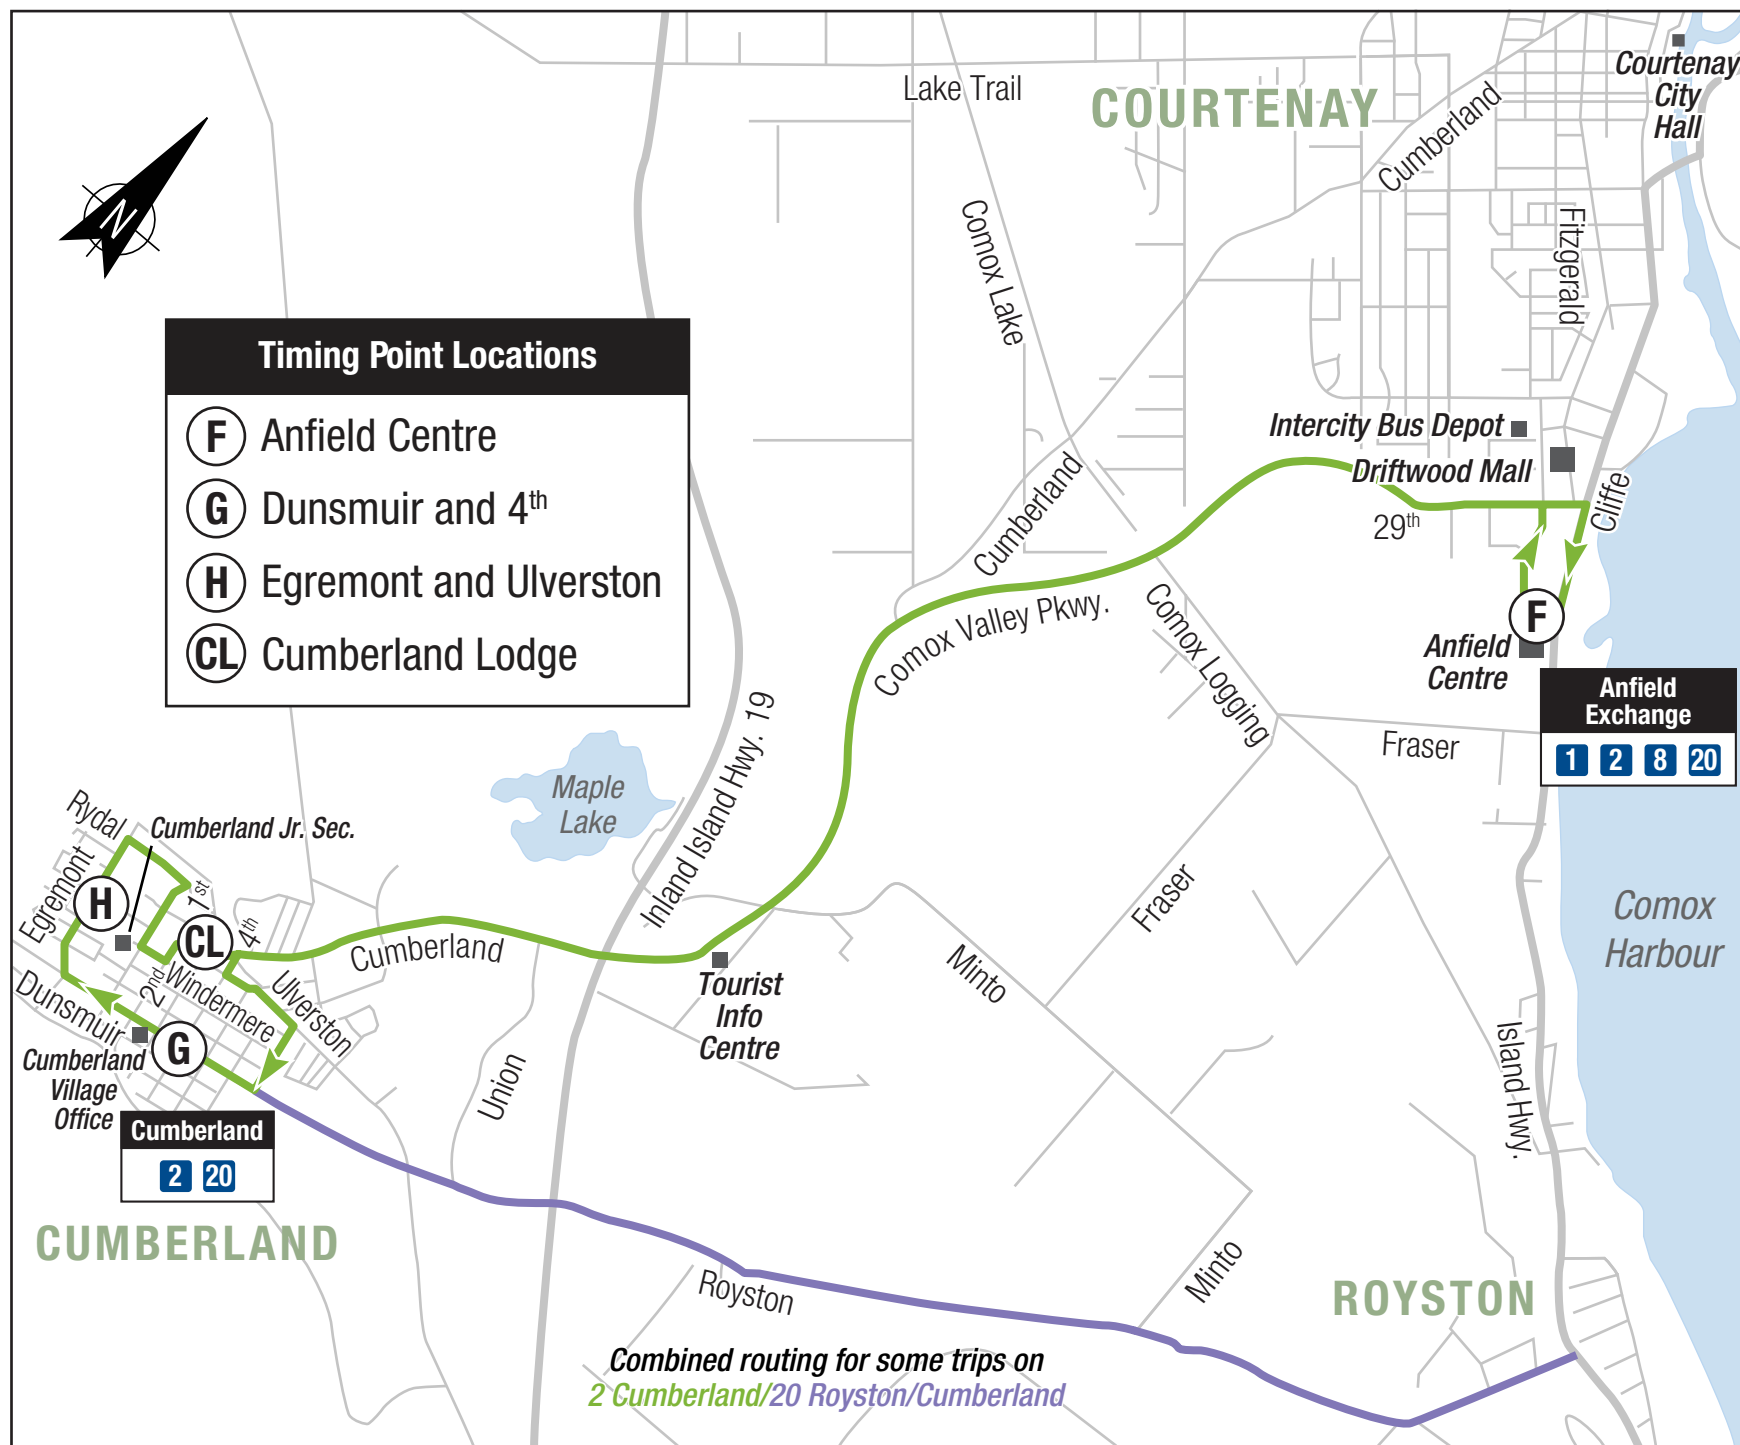 Courtenay
City
Hall
Lake Trail
COURTENAY
Cumberland
N
Comox Lake
Fitzgerald
Timing Point Locations
F Anfield Centre
G Dunsmuir and 4th
H Egremont and Ulverston
CL Cumberland Lodge
Intercity Bus Depot
Driftwood Mall
Cliffe
29th
Cumberland
Comox Valley Pkwy.
Comox Logging
F
Anfield
Centre
Anfield
Exchange
1 2 8 20
Fraser
Inland Island Hwy. 19
Maple
Lake
Rydal
Cumberland Jr. Sec.
Egremont
H
1st
CL
4th
Cumberland
Fraser
Comox
Harbour
Minto
Tourist
Info
Centre
2nd
Windermere
Ulverston
Dunsmuir
G
Cumberland
Village
Office
Union
Island Hwy.
Cumberland
2 20
CUMBERLAND
Royston
Minto
ROYSTON
Combined routing for some trips on
2 Cumberland/20 Royston/Cumberland